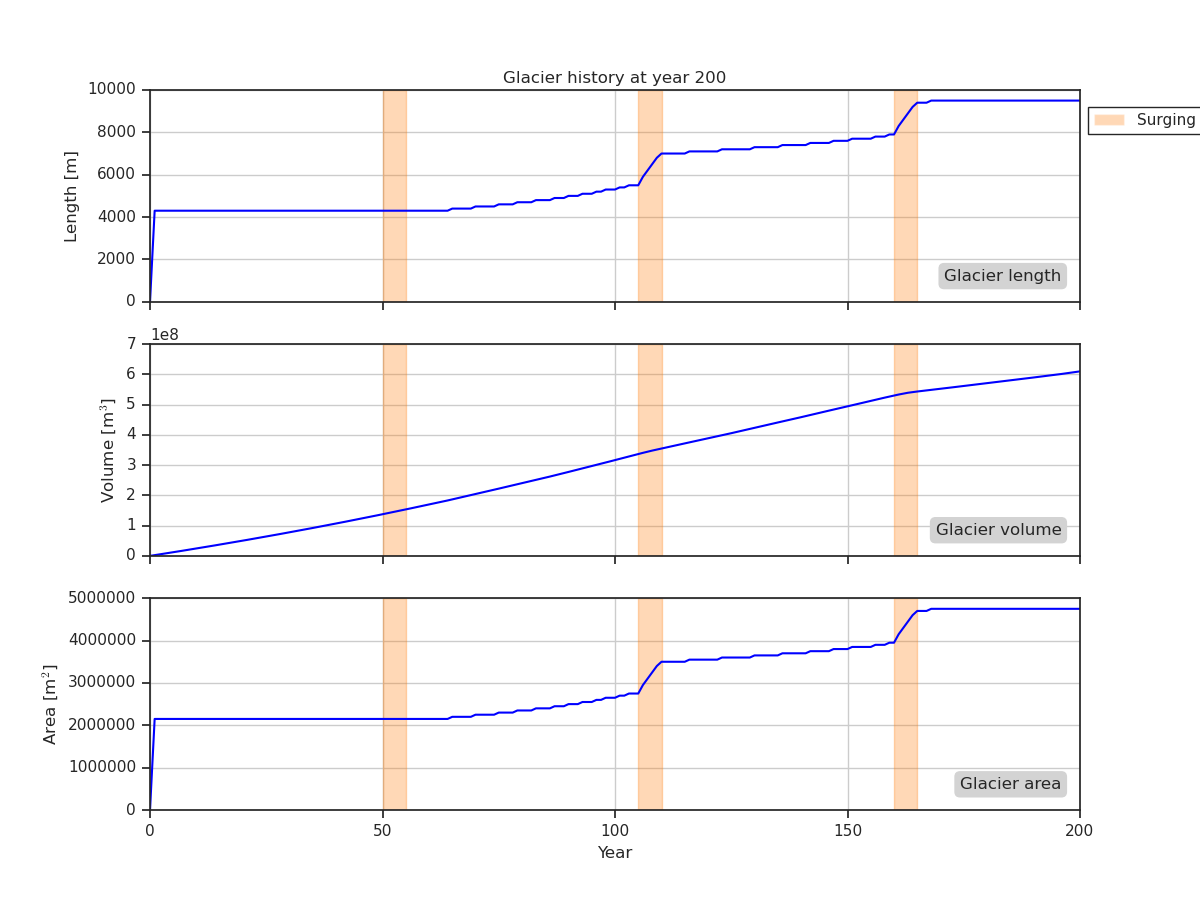 Glacier history at year 200
10000
8000
6000
4000
2000
0
Length [m]
Surging
Glacier length
1e8
7
6
5
4
3
2
1
0
Volume [m³]
Glacier volume
5000000
4000000
3000000
2000000
1000000
0
Area [m²]
Glacier area
0 50 100 150 200
Year